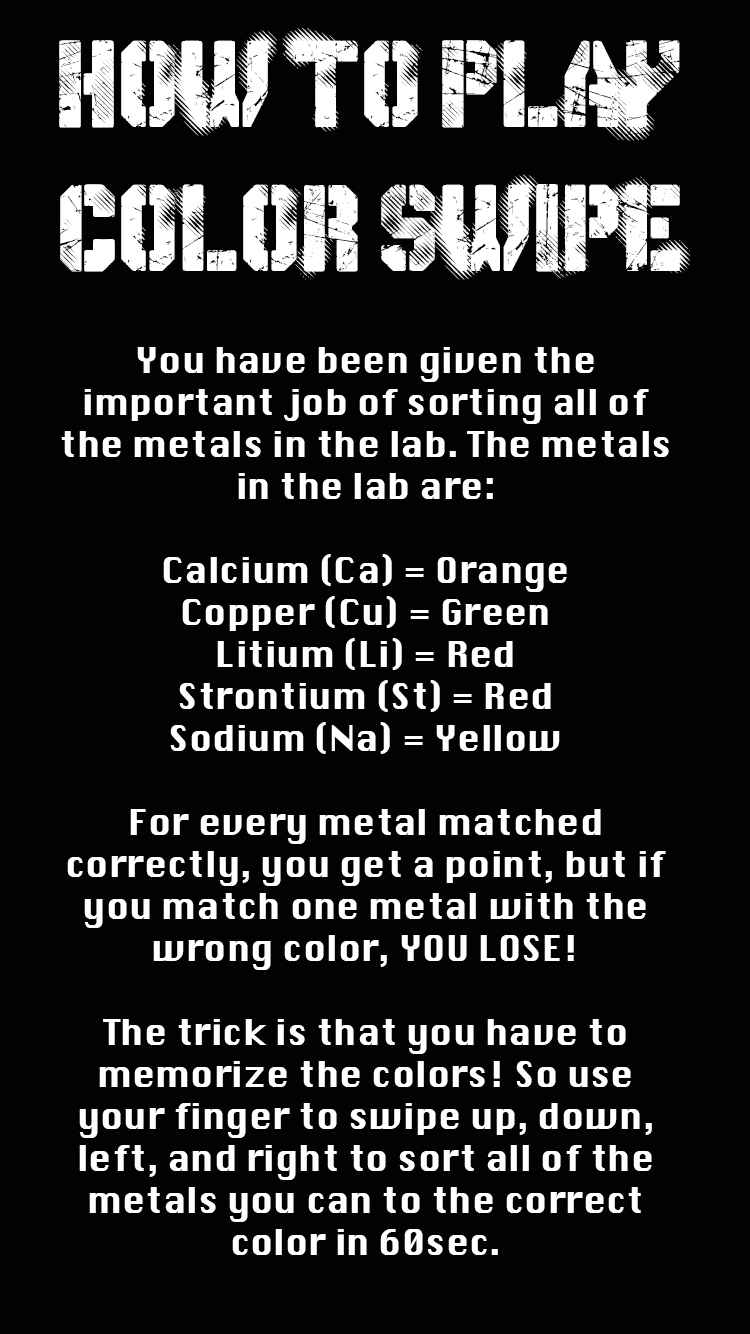 HOW TO PLAY
COLOR SWIPE
You have been given the
important job of sorting all of
the metals in the lab. The metals
in the lab are:
Calcium (Ca) = Orange
Copper (Cu) = Green
Litium (Li) = Red
Strontium (St) = Red
Sodium (Na) = Yellow
For every metal matched
correctly, you get a point, but if
you match one metal with the
wrong color, YOU LOSE!
The trick is that you have to
memorize the colors! So use
your finger to swipe up, down,
left, and right to sort all of the
metals you can to the correct
color in 60sec.